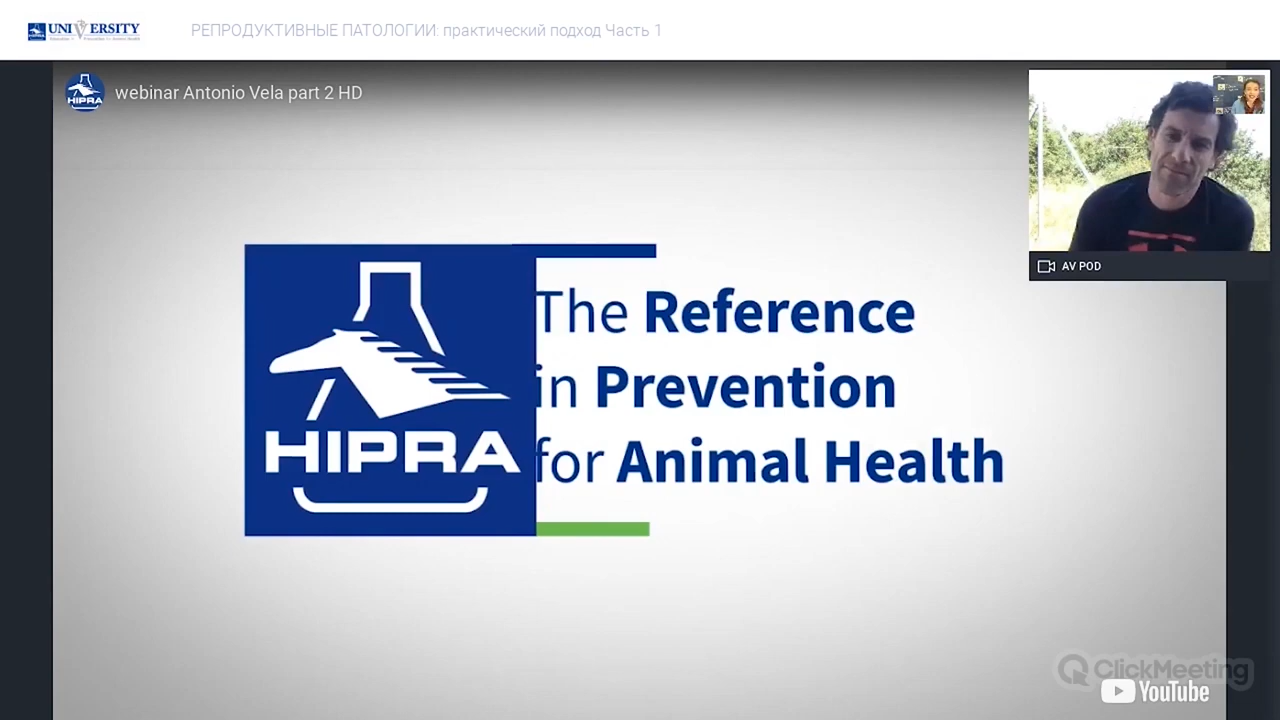 UNIVERSITY
РЕПРОДУКТИВНЫЕ ПАТОЛОГИИ: практический подход Часть 1
HIPRA
webinar Antonio Vela part 2 HD
AV POD
The Reference
in Prevention
for Animal Health
HIPRA
ClickMeeting
YouTube